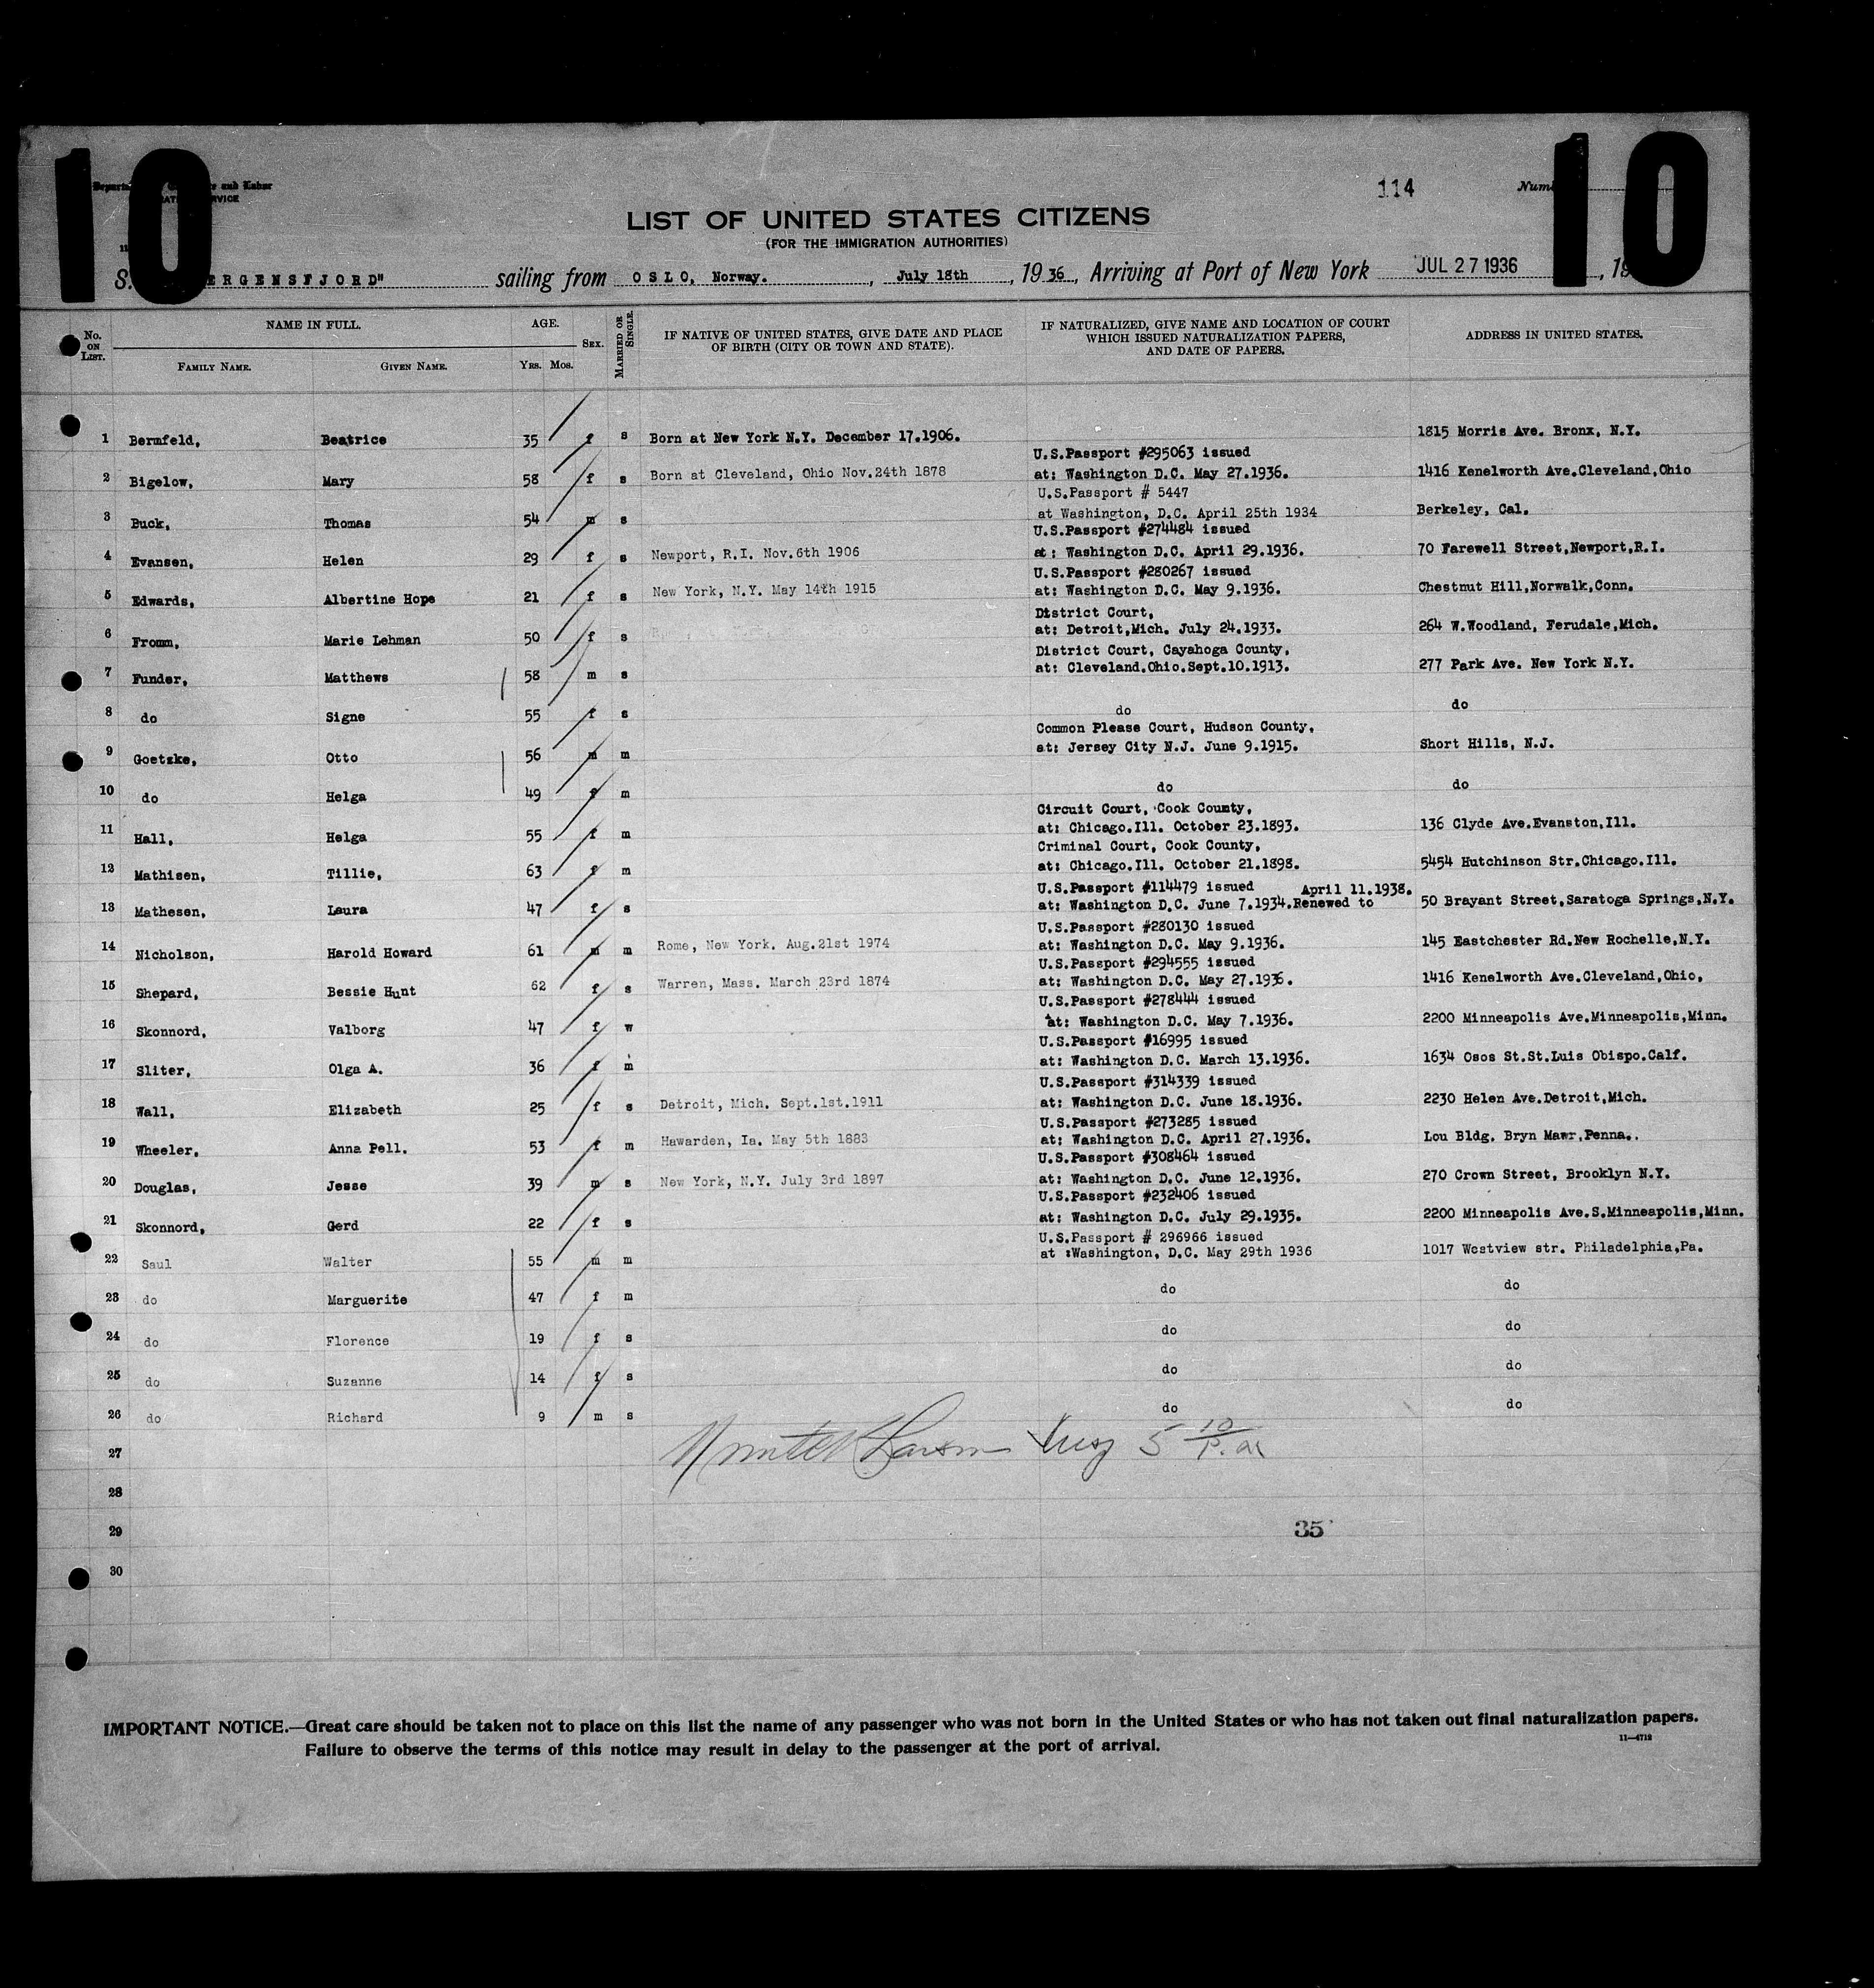 10 10
and Labor
114
LIST OF UNITED STATES CITIZENS
(FOR THE IMMIGRATION AUTHORITIES)
S. ERGENSFJORD" sailing from OSLO, Norway. , July 18th , 19 36, Arriving at Port of New York JUL 27 1936 , 19
No. ON LIST. NAME IN FULL. AGE. SEX. MARRIED OR SINGLE. IF NATIVE OF UNITED STATES, GIVE DATE AND PLACE OF BIRTH (CITY OR TOWN AND STATE). IF NATURALIZED, GIVE NAME AND LOCATION OF COURT WHICH ISSUED NATURALIZATION PAPERS, AND DATE OF PAPERS. ADDRESS IN UNITED STATES.
FAMILY NAME. GIVEN NAME. YRS. MOS.
1 Bermfeld, Beatrice 35 f s Born at New York N.Y. December 17.1906. 1815 Morris Ave. Bronx, N.Y.
U.S.Passport #295063 issued
2 Bigelow, Mary 58 f s Born at Cleveland, Ohio Nov.24th 1878 at: Washington D.C. May 27.1936. 1416 Kenelworth Ave.Cleveland,Ohio
U.S.Passport # 5447
3 Buck, Thomas 54 m s at Washington, D.C. April 25th 1934 Berkeley, Cal.
U.S.Passport #274484 issued
4 Evansen, Helen 29 f s Newport, R.I. Nov.6th 1906 at: Washington D.C. April 29.1936. 70 Farewell Street,Newport,R.I.
U.S.Passport #280267 issued
5 Edwards, Albertine Hope 21 f s New York, N.Y. May 14th 1915 at: Washington D.C. May 9.1936. Chestnut Hill,Norwalk,Conn.
District Court,
6 Fromm, Marie Lehman 50 f s at: Detroit,Mich. July 24.1933. 264 W.Woodland, Ferudale,Mich.
District Court, Cayahoga County,
7 Funder, Matthews 58 m s at: Cleveland.Ohio.Sept.10.1913. 277 Park Ave. New York N.Y.
8 do Signe 55 f s do do
Common Please Court, Hudson County,
9 Goetzke, Otto 56 m m at: Jersey City N.J. June 9.1915. Short Hills, N.J.
10 do Helga 49 f m do do
Circuit Court, Cook County,
11 Hall, Helga 55 f m at: Chicago.Ill. October 23.1893. 136 Clyde Ave.Evanston,Ill.
Criminal Court, Cook County,
12 Mathisen, Tillie, 63 f m at: Chicago.Ill. October 21.1898. 5454 Hutchinson Str.Chicago.Ill.
U.S.Passport #114479 issued April 11.1938.
13 Mathesen, Laura 47 f s at: Washington D.C. June 7.1934.Renewed to 50 Brayant Street,Saratoga Springs,N.Y.
U.S.Passport #280130 issued
14 Nicholson, Harold Howard 61 m m Rome, New York. Aug.21st 1974 at: Washington D.C. May 9.1936. 145 Eastchester Rd.New Rochelle,N.Y.
U.S.Passport #294555 issued
15 Shepard, Bessie Hunt 62 f s Warren, Mass. March 23rd 1874 at: Washington D.C. May 27.1936. 1416 Kenelworth Ave.Cleveland,Ohio,
U.S.Passport #278444 issued
16 Skonnord, Valborg 47 f w at: Washington D.C. May 7.1936. 2200 Minneapolis Ave.Minneapolis,Minn.
U.S.Passport #16995 issued
17 Sliter, Olga A. 36 f m at: Washington D.C. March 13.1936. 1634 Osos St.St.Luis Obispo.Calf.
U.S.Passport #314339 issued
18 Wall, Elizabeth 25 f s Detroit, Mich. Sept.1st.1911 at: Washington D.C. June 18.1936. 2230 Helen Ave.Detroit,Mich.
U.S.Passport #273285 issued
19 Wheeler, Anna Pell. 53 f m Hawarden, Ia. May 5th 1883 at: Washington D.C. April 27.1936. Lou Bldg. Bryn Mawr,Penna..
U.S.Passport #308464 issued
20 Douglas, Jesse 39 m s New York, N.Y. July 3rd 1897 at: Washington D.C. June 12.1936. 270 Crown Street, Brooklyn N.Y.
U.S.Passport #232406 issued
21 Skonnord, Gerd 22 f s at: Washington D.C. July 29.1935. 2200 Minneapolis Ave.S.Minneapolis,Minn.
U.S.Passport # 296966 issued
22 Saul Walter 55 m m at :Washington, D.C. May 29th 1936 1017 Westview str. Philadelphia,Pa.
23 do Marguerite 47 f m do do
24 do Florence 19 f s do do
25 do Suzanne 14 f s do do
26 do Richard 9 m s do do
27
28
29 35
30
IMPORTANT NOTICE.—Great care should be taken not to place on this list the name of any passenger who was not born in the United States or who has not taken out final naturalization papers.
Failure to observe the terms of this notice may result in delay to the passenger at the port of arrival.
11—4712